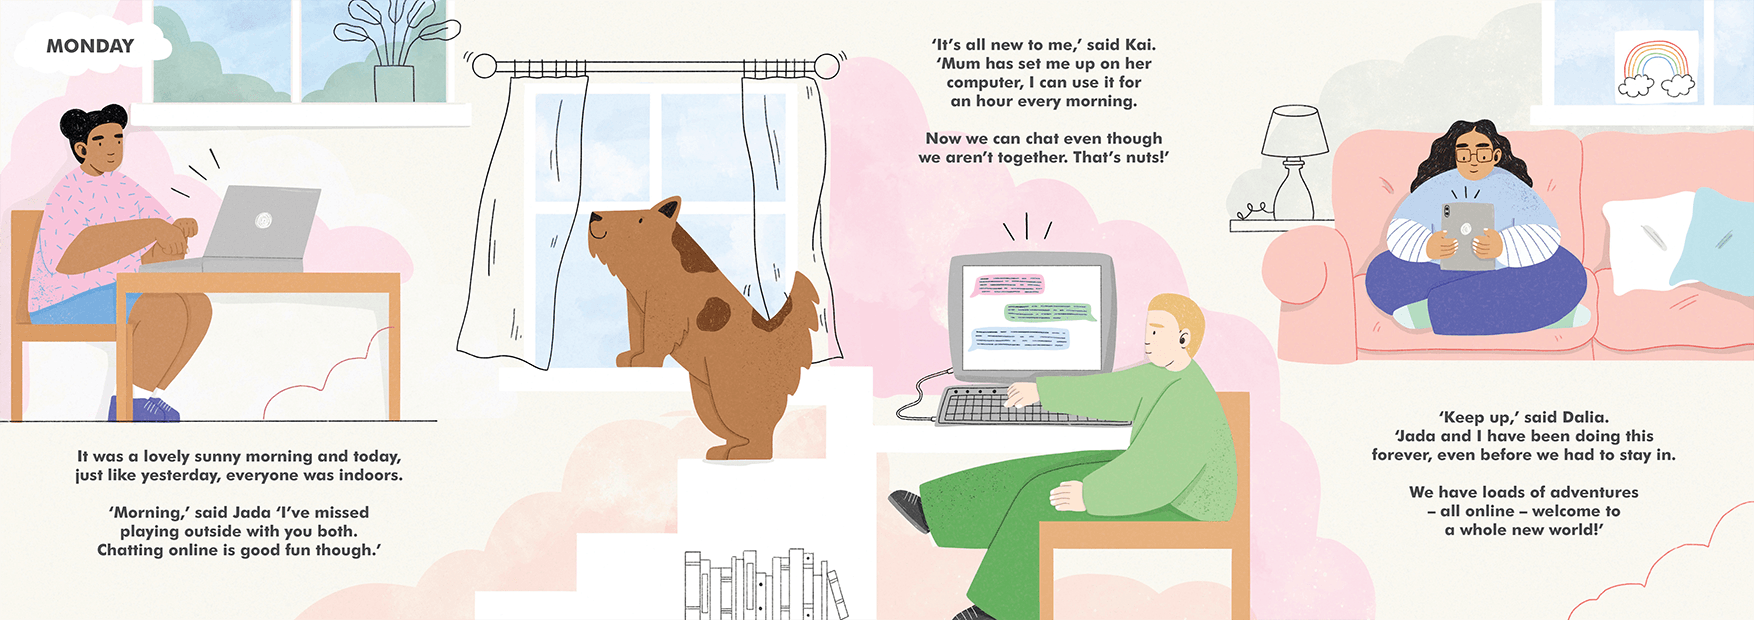 MONDAY
It was a lovely sunny morning and today,
just like yesterday, everyone was indoors.
‘Morning,’ said Jada ‘I’ve missed
playing outside with you both.
Chatting online is good fun though.’
‘It’s all new to me,’ said Kai.
‘Mum has set me up on her
computer, I can use it for
an hour every morning.
Now we can chat even though
we aren’t together. That’s nuts!’
‘Keep up,’ said Dalia.
‘Jada and I have been doing this
forever, even before we had to stay in.
We have loads of adventures
– all online – welcome to
a whole new world!’